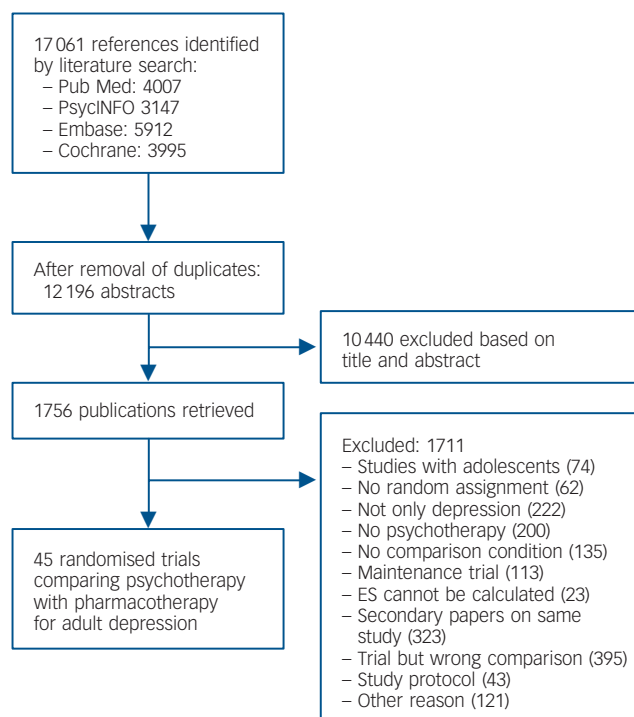 17 061 references identified
by literature search:
– Pub Med: 4007
– PsycINFO 3147
– Embase: 5912
– Cochrane: 3995
After removal of duplicates:
12 196 abstracts
10 440 excluded based on
title and abstract
1756 publications retrieved
Excluded: 1711
– Studies with adolescents (74)
– No random assignment (62)
– Not only depression (222)
– No psychotherapy (200)
– No comparison condition (135)
– Maintenance trial (113)
– ES cannot be calculated (23)
– Secondary papers on same
study (323)
– Trial but wrong comparison (395)
– Study protocol (43)
– Other reason (121)
45 randomised trials
comparing psychotherapy
with pharmacotherapy
for adult depression